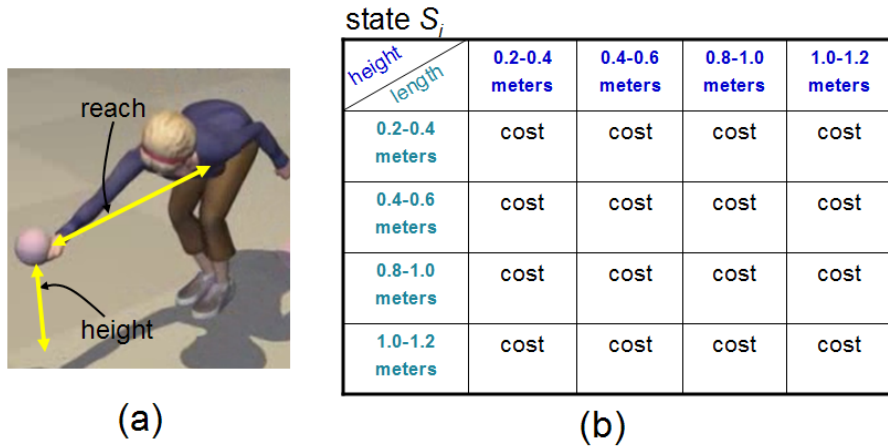 reach
height
(a)
state S_i
height
length
0.2-0.4 meters
0.4-0.6 meters
0.8-1.0 meters
1.0-1.2 meters
0.2-0.4 meters
cost cost cost cost
0.4-0.6 meters
cost cost cost cost
0.8-1.0 meters
cost cost cost cost
1.0-1.2 meters
cost cost cost cost
(b)